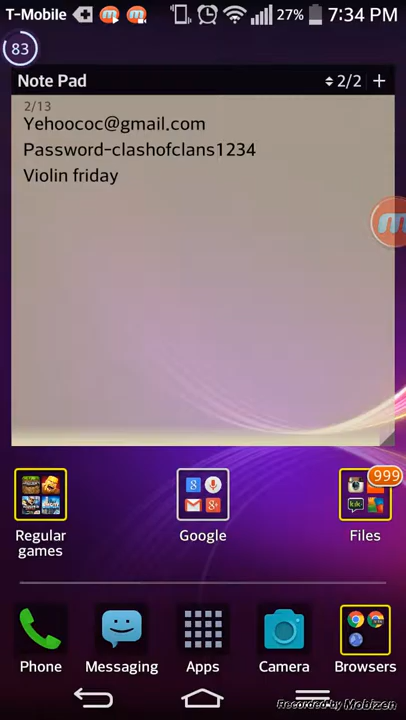 T-Mobile 27% 7:34 PM
83
Note Pad 2/2 +
2/13
Yehoococ@gmail.com
Password-clashofclans1234
Violin friday
999
Regular games
Google
Files
Phone
Messaging
Apps
Camera
Browsers
Recorded by Mobizen